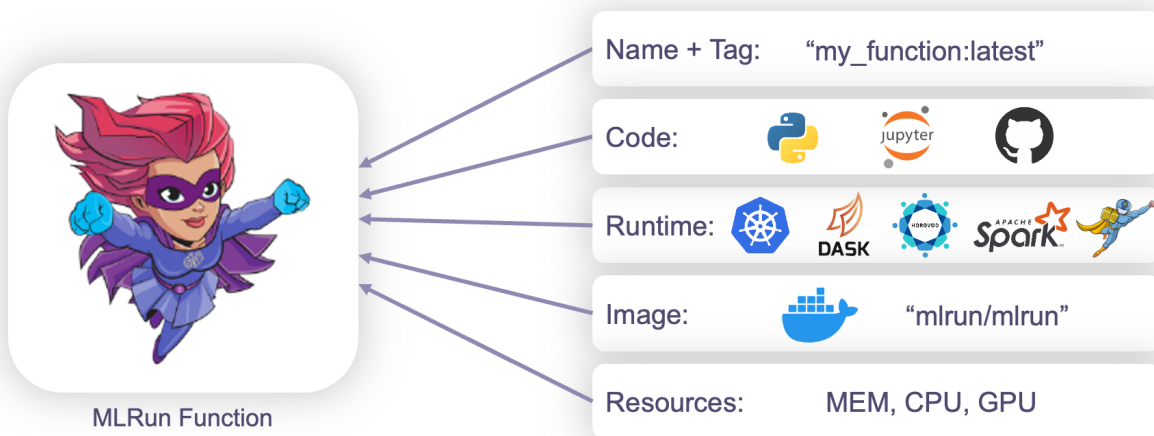 Name + Tag: “my_function:latest”
Code: jupyter
Runtime: DASK HOROVOD APACHE Spark
Image: “mlrun/mlrun”
Resources: MEM, CPU, GPU
MLRun Function